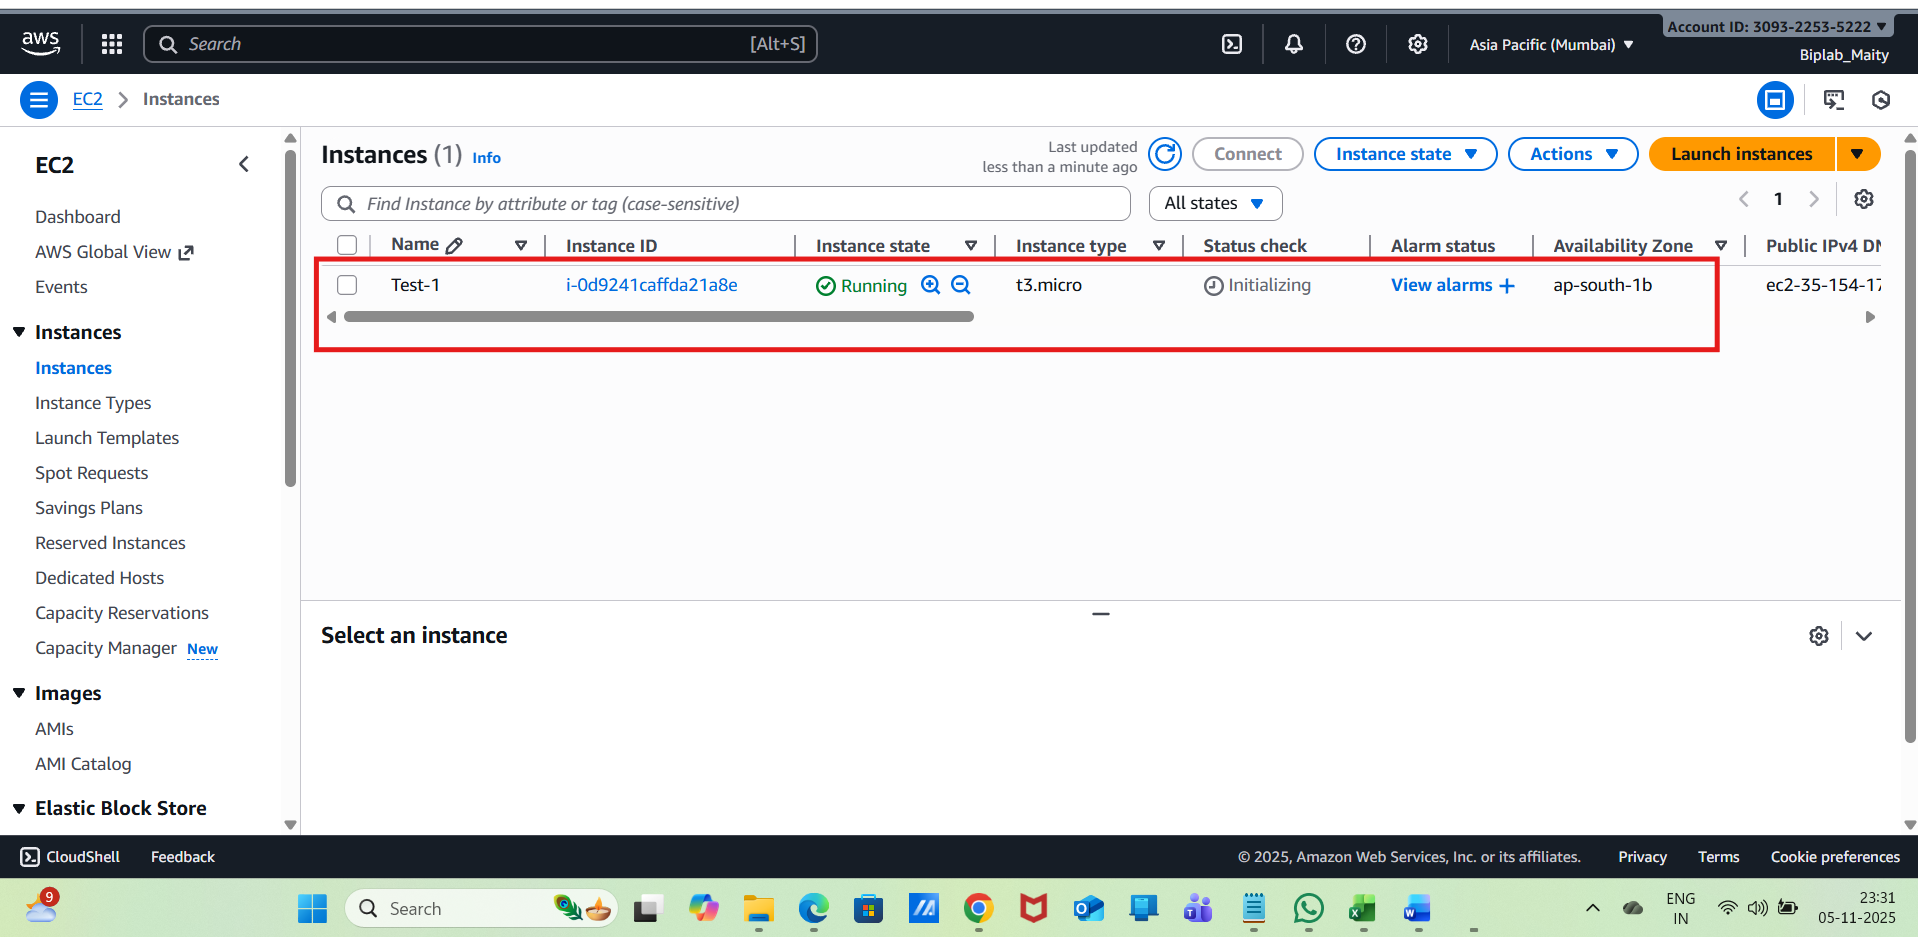 aws
Search [Alt+S]
Asia Pacific (Mumbai)
Account ID: 3093-2253-5222
Biplab_Maity
EC2 Instances
EC2
Dashboard
AWS Global View
Events
Instances
Instances
Instance Types
Launch Templates
Spot Requests
Savings Plans
Reserved Instances
Dedicated Hosts
Capacity Reservations
Capacity Manager New
Images
AMIs
AMI Catalog
Elastic Block Store
Instances (1) Info
Last updated
less than a minute ago
Connect
Instance state
Actions
Launch instances
Find Instance by attribute or tag (case-sensitive)
All states
1
Name Instance ID Instance state Instance type Status check Alarm status Availability Zone Public IPv4 DN
Test-1 i-0d9241caffda21a8e Running t3.micro Initializing View alarms + ap-south-1b ec2-35-154-17
Select an instance
CloudShell Feedback
© 2025, Amazon Web Services, Inc. or its affiliates. Privacy Terms Cookie preferences
9
Search
ENG
IN
23:31
05-11-2025